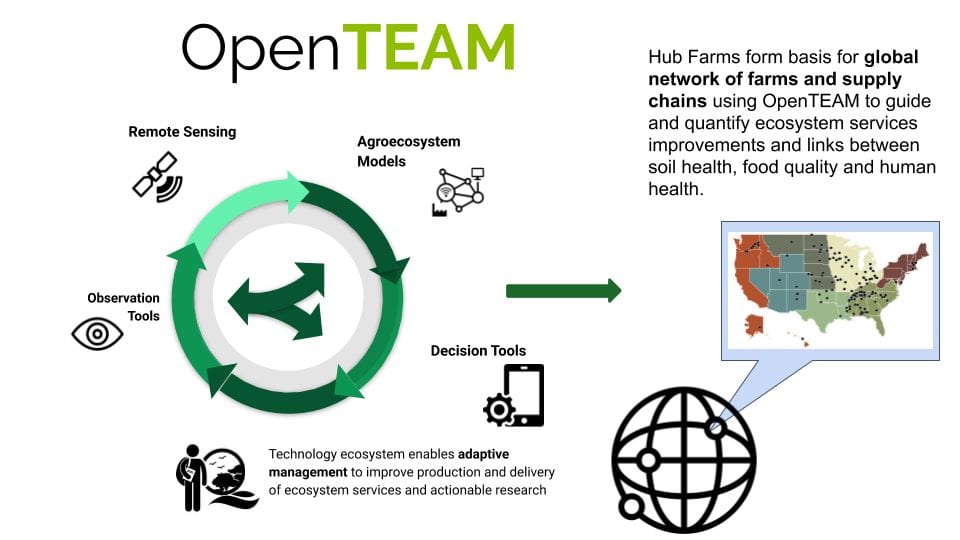 OpenTEAM
Remote Sensing
Agroecosystem
Models
Observation
Tools
Decision Tools
Technology ecosystem enables adaptive
management to improve production and delivery
of ecosystem services and actionable research
Hub Farms form basis for global
network of farms and supply
chains using OpenTEAM to guide
and quantify ecosystem services
improvements and links between
soil health, food quality and human
health.